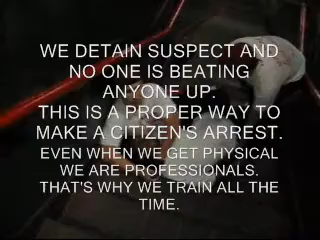 WE DETAIN SUSPECT AND
NO ONE IS BEATING
ANYONE UP.
THIS IS A PROPER WAY TO
MAKE A CITIZEN'S ARREST.
EVEN WHEN WE GET PHYSICAL
WE ARE PROFESSIONALS.
THAT'S WHY WE TRAIN ALL THE
TIME.